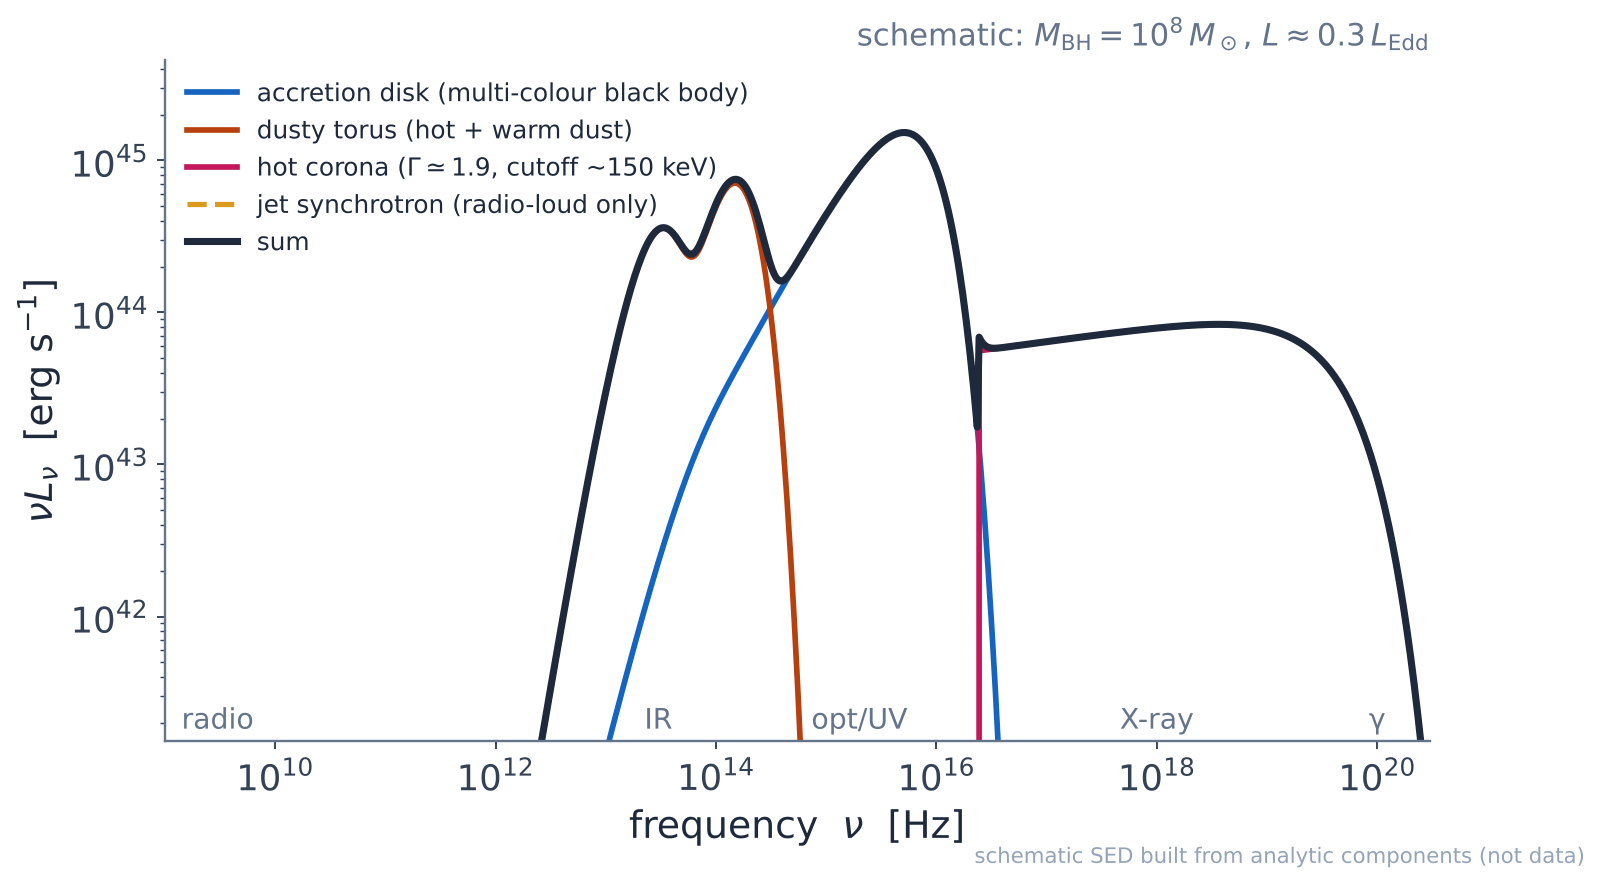 schematic: M_BH = 10^8 M_⊙, L ≈ 0.3 L_Edd
accretion disk (multi-colour black body)
dusty torus (hot + warm dust)
hot corona (Γ ≃ 1.9, cutoff ~150 keV)
jet synchrotron (radio-loud only)
sum
10^45
10^44
10^43
10^42
νL_ν [erg s^−1]
radio
IR
opt/UV
X-ray
γ
10^10
10^12
10^14
10^16
10^18
10^20
frequency ν [Hz]
schematic SED built from analytic components (not data)